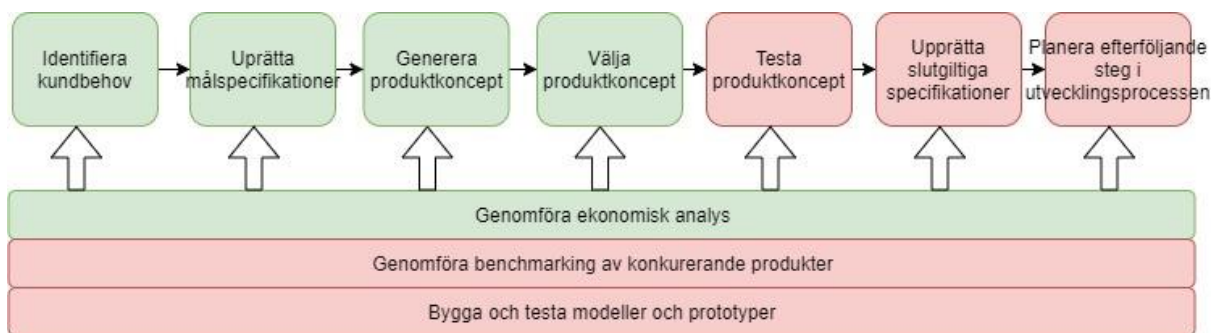 Identifiera
kundbehov
Uprätta
målspecifikationer
Generera
produktkoncept
Välja
produktkoncept
Testa
produktkoncept
Upprätta
slutgiltiga
specifikationer
Planera efterföljande
steg i
utvecklingsprocessen
Genomföra ekonomisk analys
Genomföra benchmarking av konkurerande produkter
Bygga och testa modeller och prototyper